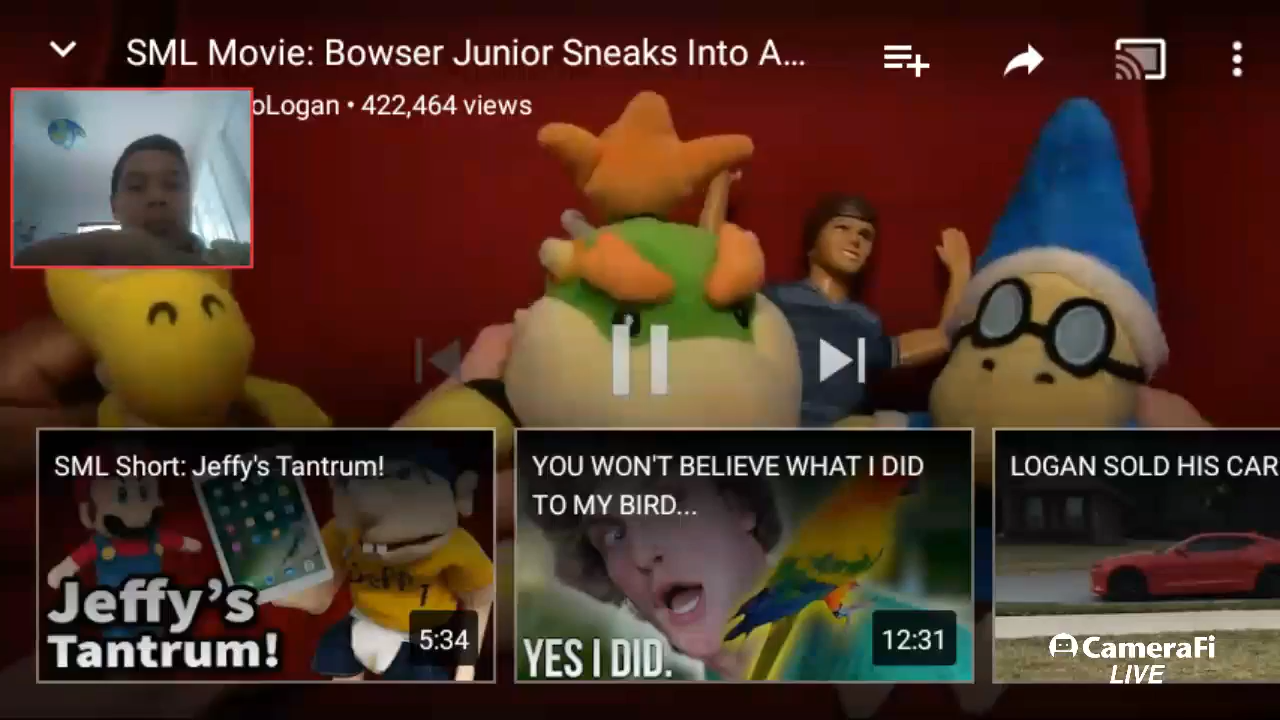 SML Movie: Bowser Junior Sneaks Into A...
oLogan • 422,464 views
SML Short: Jeffy's Tantrum!
Jeffy's
Tantrum!
5:34
YOU WON'T BELIEVE WHAT I DID
TO MY BIRD...
YES I DID.
12:31
LOGAN SOLD HIS CAR
CameraFi
LIVE